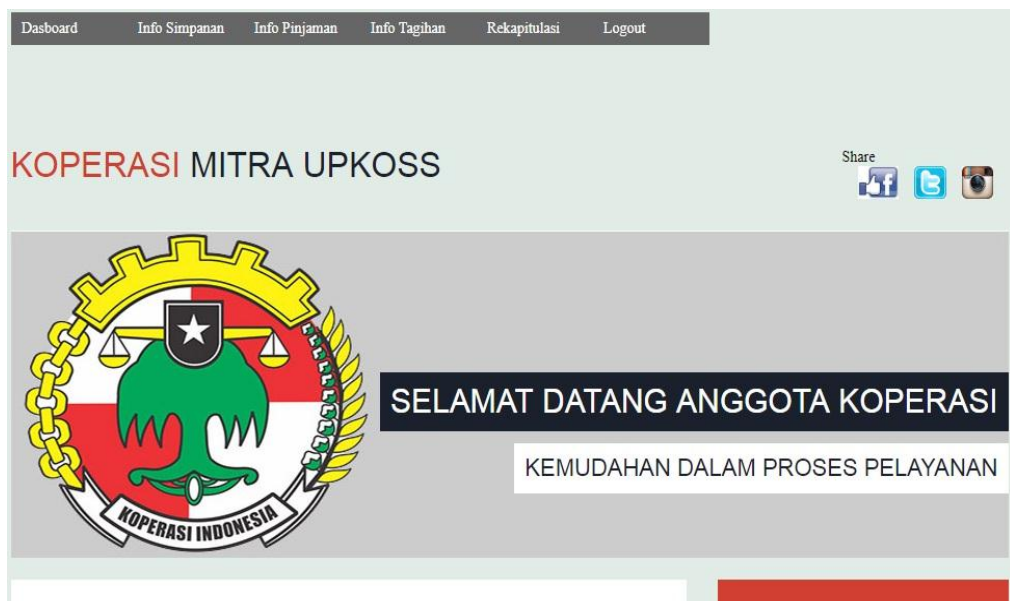 Dasboard Info Simpanan Info Pinjaman Info Tagihan Rekapitulasi Logout
KOPERASI MITRA UPKOSS
Share
KOPERASI INDONESIA
SELAMAT DATANG ANGGOTA KOPERASI
KEMUDAHAN DALAM PROSES PELAYANAN